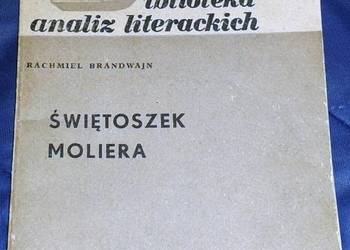 biblioteka
analiz literackich
RACHMIEL BRANDWAJN
ŚWIĘTOSZEK
MOLIERA